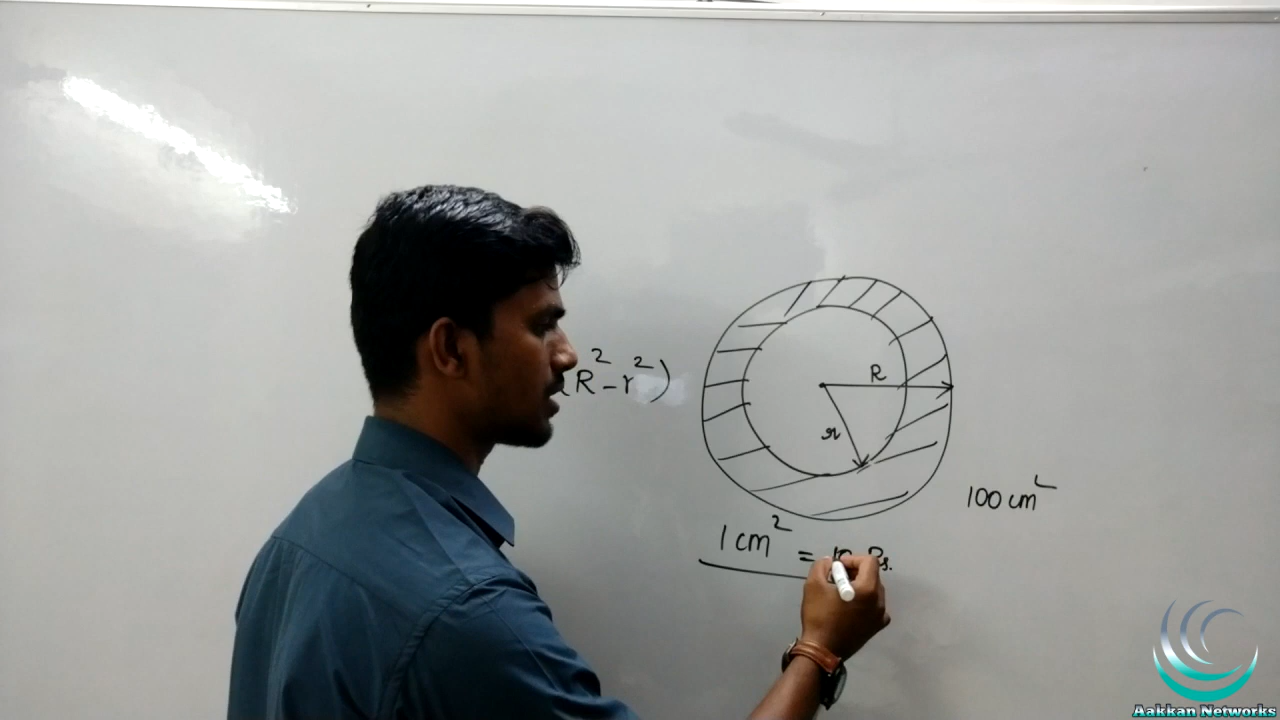 (R²-r²)
R
r
100 cm²
1 cm² = Rs.
Aakkan Networks